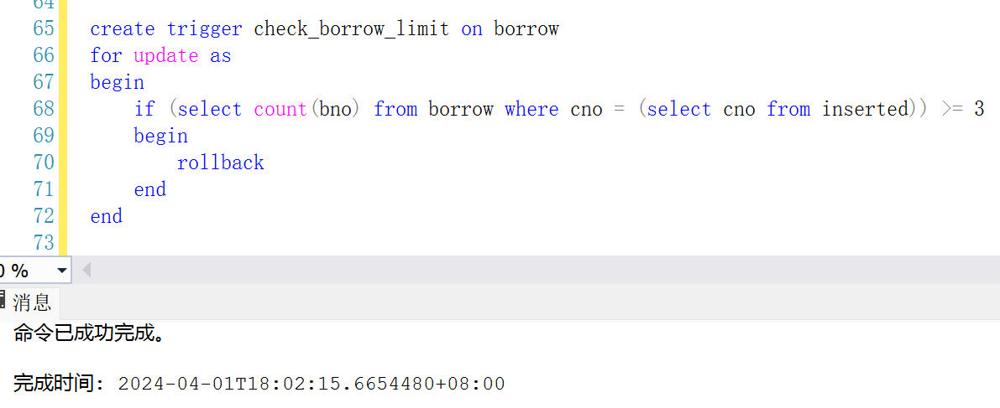 64
65 create trigger check_borrow_limit on borrow
66 for update as
67 begin
68 if (select count(bno) from borrow where cno = (select cno from inserted)) >= 3
69 begin
70 rollback
71 end
72 end
73
0 %
消息
命令已成功完成。
完成时间: 2024-04-01T18:02:15.6654480+08:00